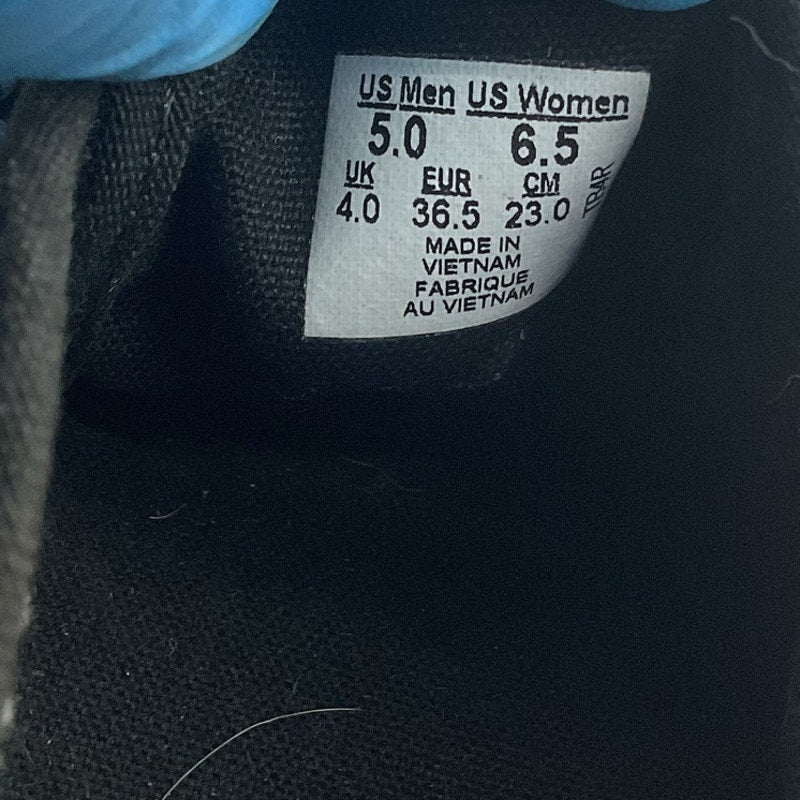 US Men US Women
5.0 6.5
UK EUR CM
4.0 36.5 23.0
TB4R
MADE IN
VIETNAM
FABRIQUE
AU VIETNAM